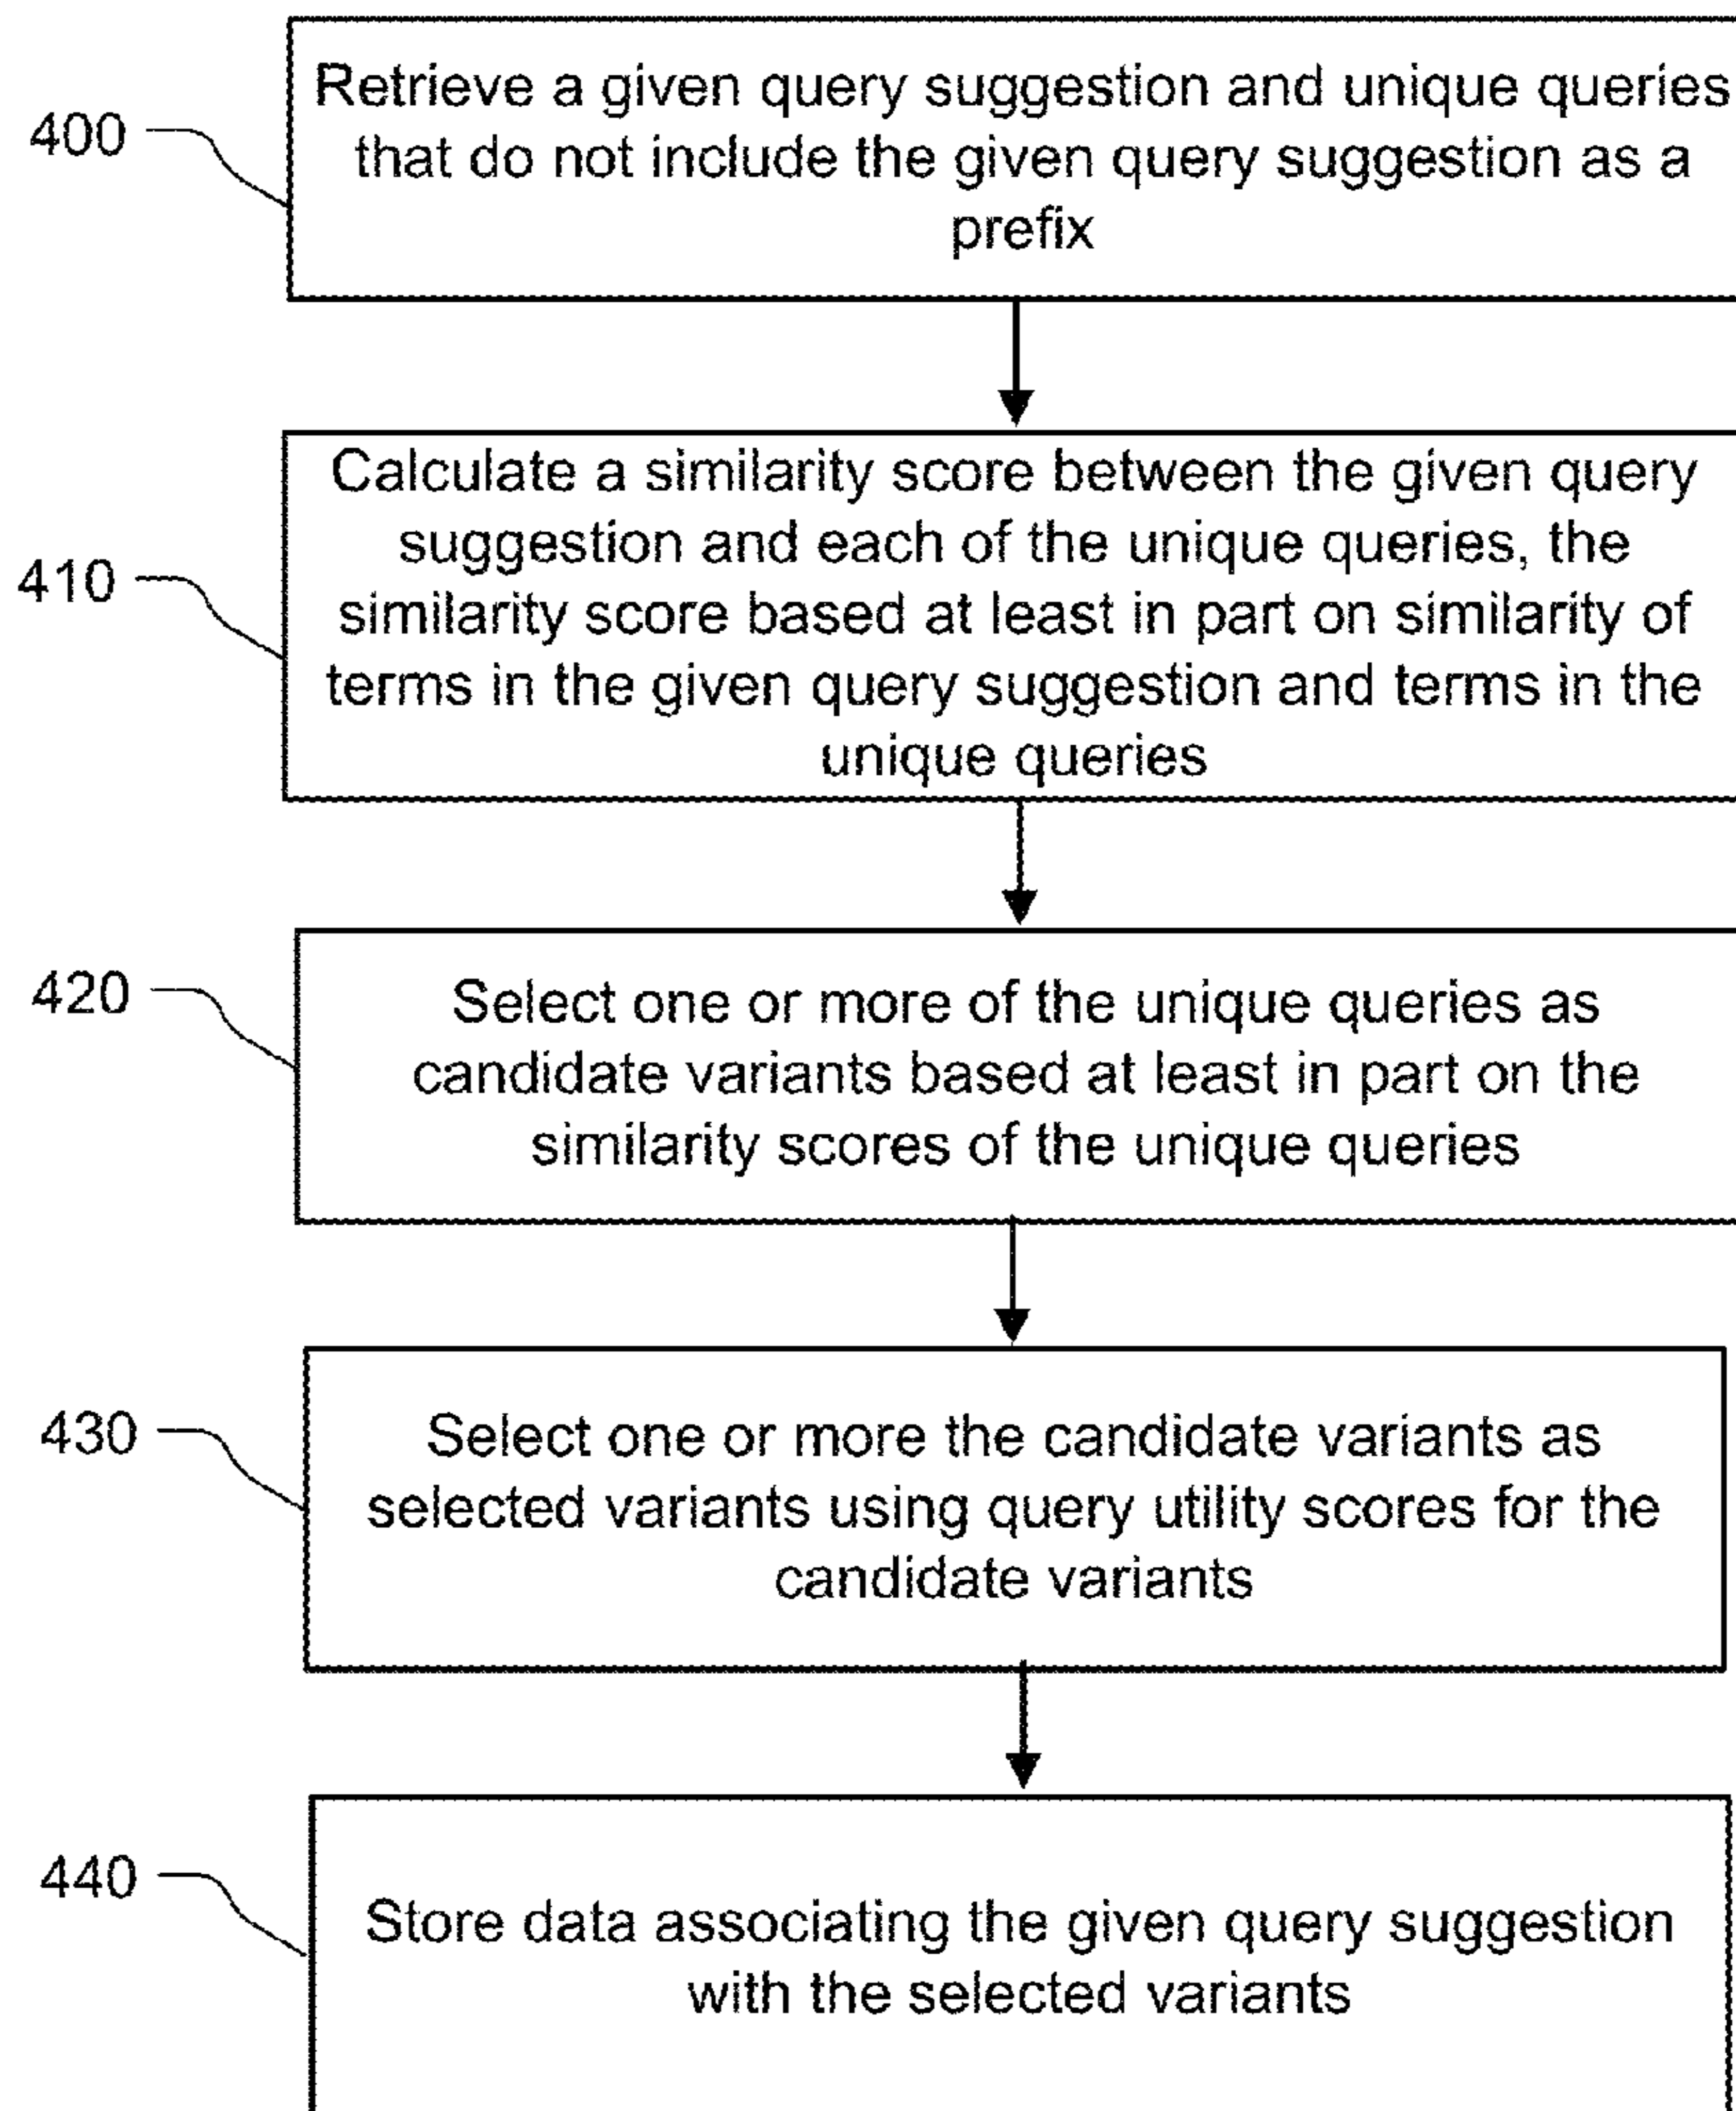 400
Retrieve a given query suggestion and unique queries
that do not include the given query suggestion as a
prefix
410
Calculate a similarity score between the given query
suggestion and each of the unique queries, the
similarity score based at least in part on similarity of
terms in the given query suggestion and terms in the
unique queries
420
Select one or more of the unique queries as
candidate variants based at least in part on the
similarity scores of the unique queries
430
Select one or more the candidate variants as
selected variants using query utility scores for the
candidate variants
440
Store data associating the given query suggestion
with the selected variants